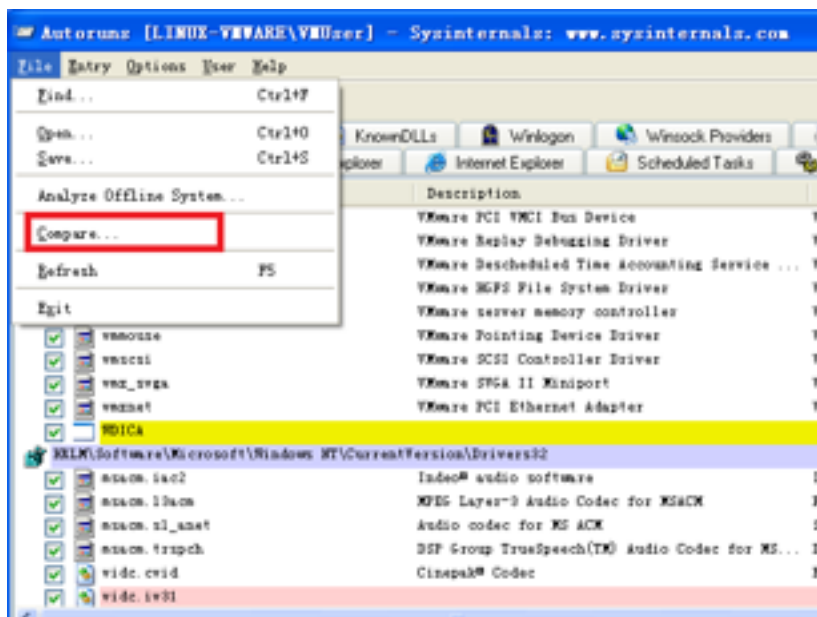 Autoruns [LINUX-VMWARE\VMUser] - Sysinternals: www.sysinternals.com
File Entry Options User Help
Find... Ctrl+F
Open... Ctrl+O
Save... Ctrl+S
Analyze Offline System...
Compare...
Refresh F5
Exit
KnownDLLs Winlogon Winsock Providers
xplorer Internet Explorer Scheduled Tasks
Description
VMware PCI VMCI Bus Device
VMware Replay Debugging Driver
VMware Descheduled Time Accounting Service ...
VMware HGFS File System Driver
VMware server memory controller
vmmouse VMware Pointing Device Driver
vmscsi VMware SCSI Controller Driver
vmx_svga VMware SVGA II Miniport
vmxnet VMware PCI Ethernet Adapter
WDICA
HKLM\Software\Microsoft\Windows NT\CurrentVersion\Drivers32
msacm.iac2 Indeo® audio software
msacm.l3acm MPEG Layer-3 Audio Codec for MSACM
msacm.sl_anet Audio codec for MS ACM
msacm.trspch DSP Group TrueSpeech(TM) Audio Codec for MS...
vidc.cvid Cinepak® Codec
vidc.iv31